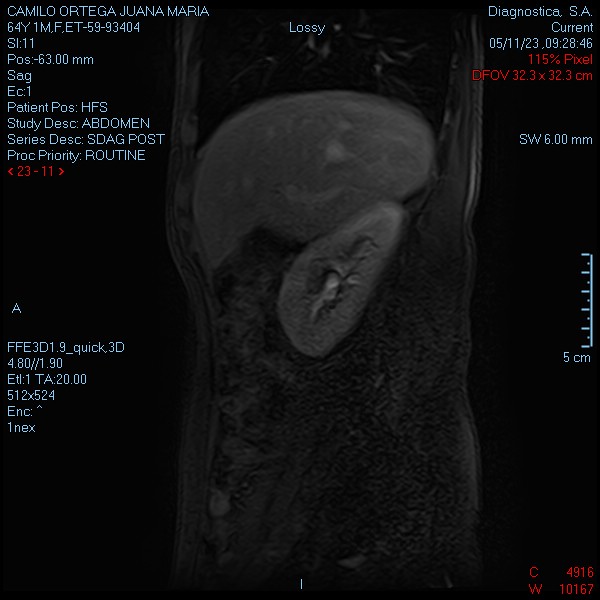 CAMILO ORTEGA JUANA MARIA
64Y 1M,F,ET-59-93404
Sl:11
Pos:-63.00 mm
Sag
Ec:1
Patient Pos: HFS
Study Desc: ABDOMEN
Series Desc: SDAG POST
Proc Priority: ROUTINE
< 23 - 11 >
Lossy
Diagnostica, S.A.
Current
05/11/23 ,09:28:46
115% Pixel
DFOV 32.3 x 32.3 cm
SW 6.00 mm
A
5 cm
FFE3D1.9_quick,3D
4.80//1.90
Etl:1 TA:20.00
512x524
Enc: ^
1nex
I
C 4916
W 10167